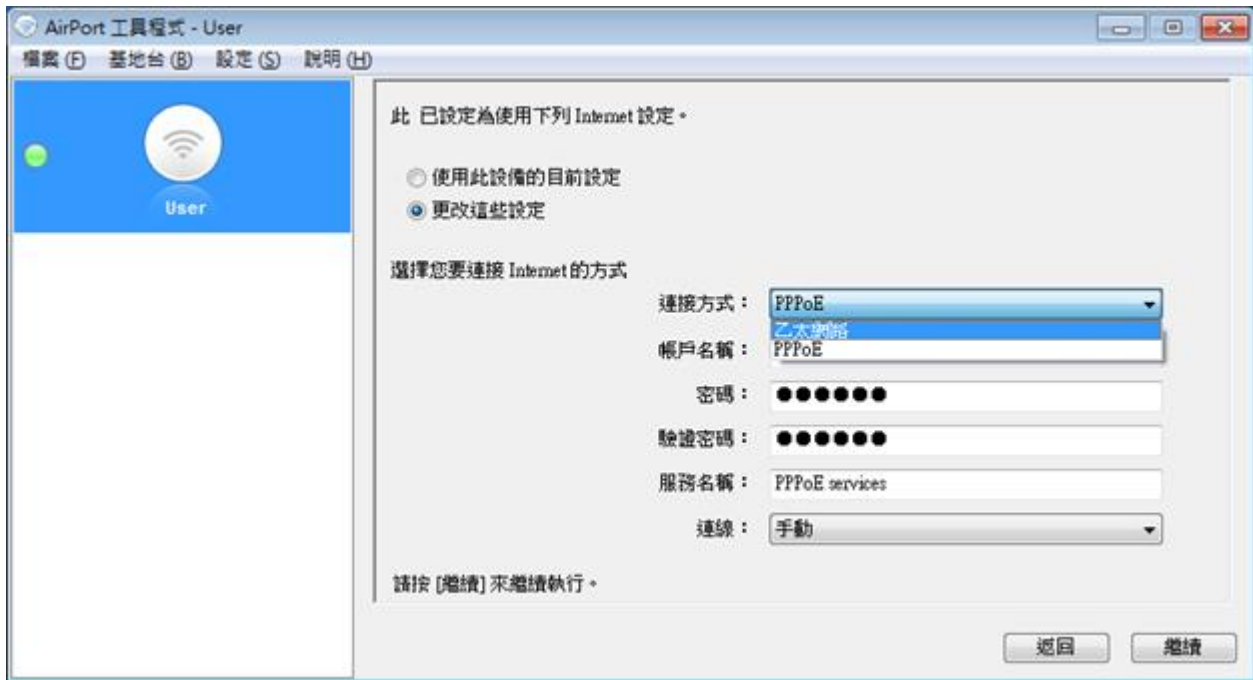 AirPort 工具程式 - User
檔案(F) 基地台(B) 設定(S) 說明(H)
User
此 已設定為使用下列 Internet 設定。
使用此設備的目前設定
更改這些設定
選擇您要連接 Internet 的方式
連接方式： PPPoE
乙太網路
帳戶名稱： PPPoE
密碼： ●●●●●●
驗證密碼： ●●●●●●
服務名稱： PPPoE services
連線： 手動
請按 [繼續] 來繼續執行。
返回 繼續